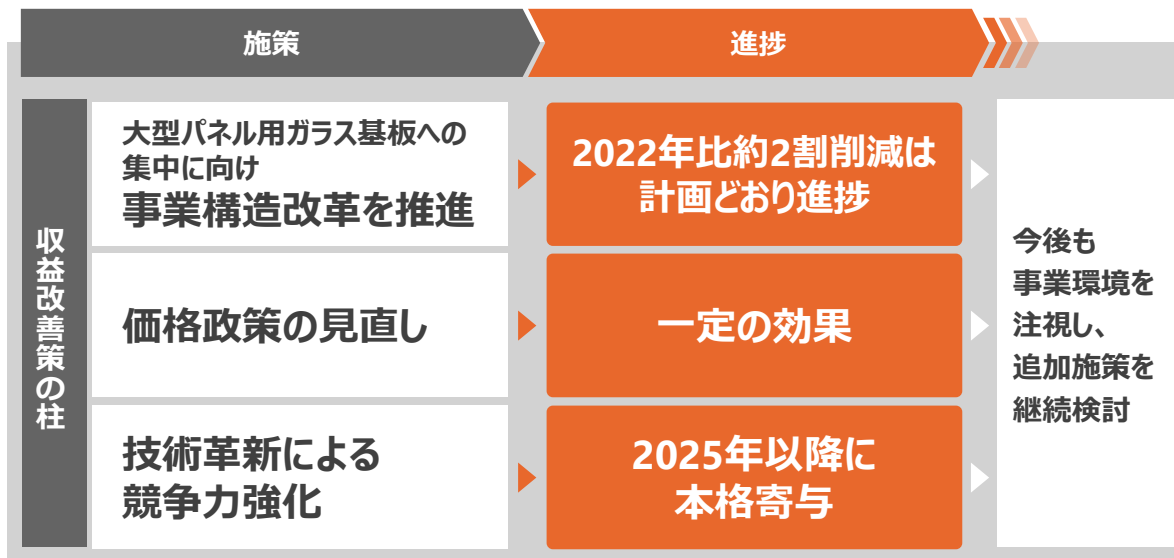 施策
進捗
収益改善策の柱
大型パネル用ガラス基板への
集中に向け
事業構造改革を推進
2022年比約2割削減は
計画どおり進捗
価格政策の見直し
一定の効果
技術革新による
競争力強化
2025年以降に
本格寄与
今後も
事業環境を
注視し、
追加施策を
継続検討